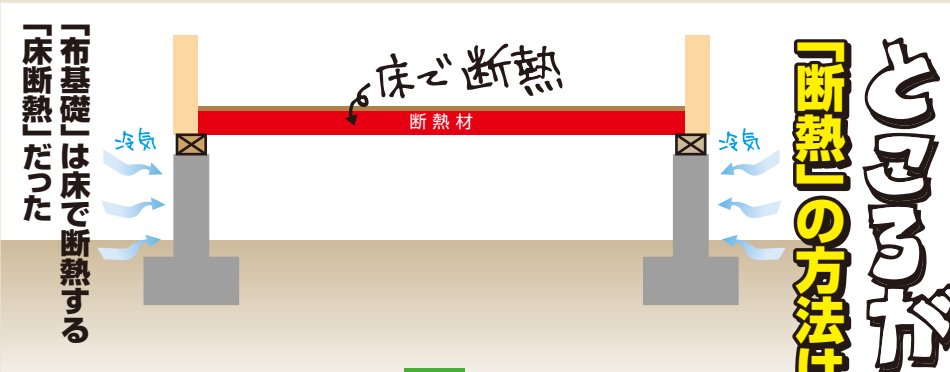 ところが
「断熱」の方法は
床で断熱
断熱材
冷気
冷気
「布基礎」は床で断熱する
「床断熱」だった